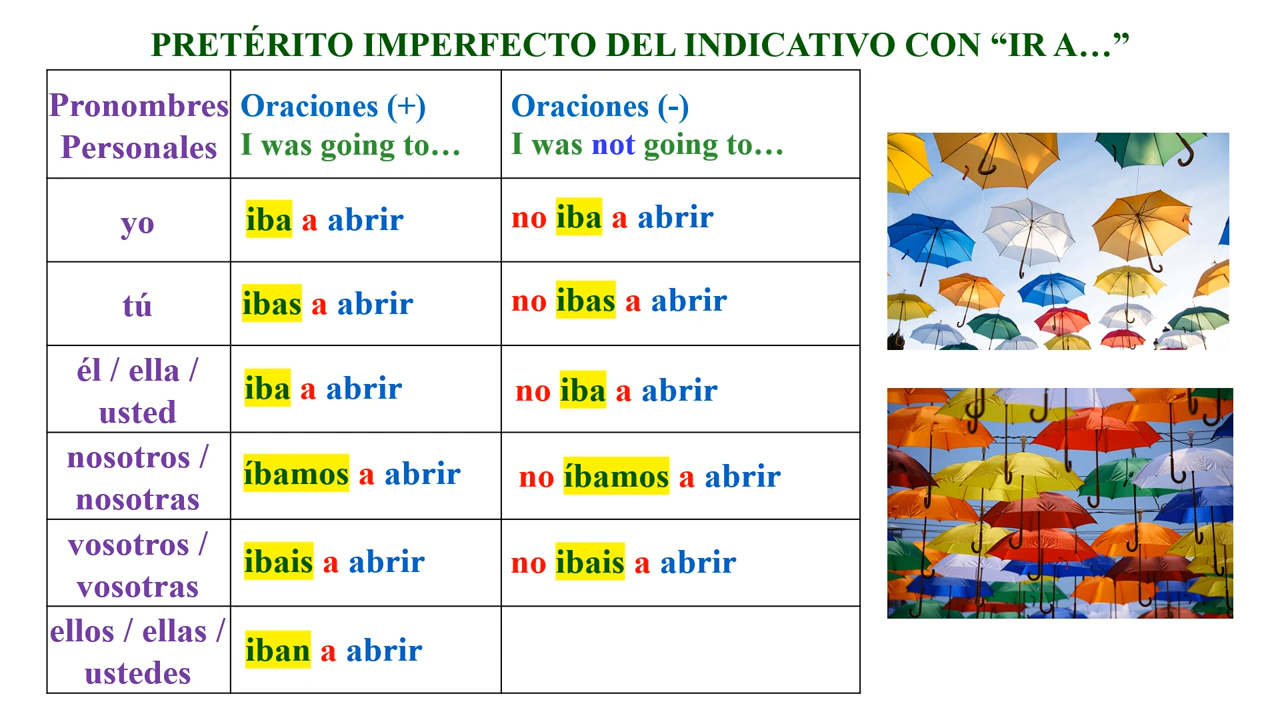 PRETÉRITO IMPERFECTO DEL INDICATIVO CON “IR A…”
Pronombres
Personales
Oraciones (+)
I was going to…
Oraciones (-)
I was not going to…
yo
iba a abrir
no iba a abrir
tú
ibas a abrir
no ibas a abrir
él / ella /
usted
iba a abrir
no iba a abrir
nosotros /
nosotras
íbamos a abrir
no íbamos a abrir
vosotros /
vosotras
ibais a abrir
no ibais a abrir
ellos / ellas /
ustedes
iban a abrir